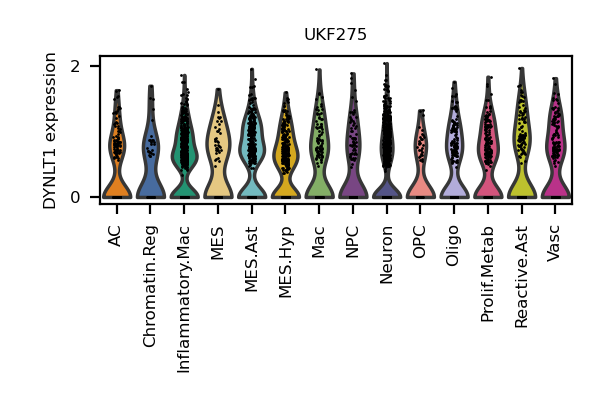 UKF275
DYNLT1 expression
2
0
AC
Chromatin.Reg
Inflammatory.Mac
MES
MES.Ast
MES.Hyp
Mac
NPC
Neuron
OPC
Oligo
Prolif.Metab
Reactive.Ast
Vasc